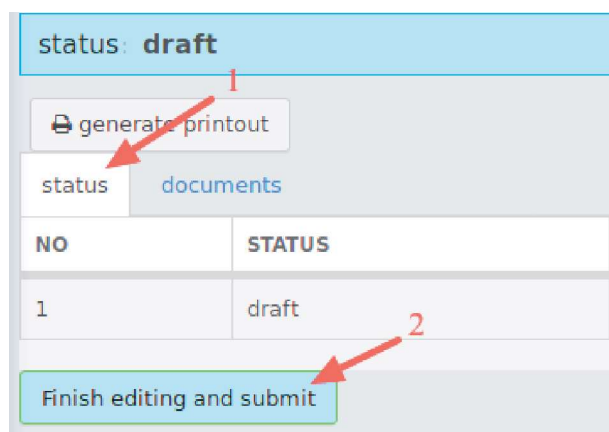 status: draft
1
generate printout
status documents
NO STATUS
1 draft
2
Finish editing and submit